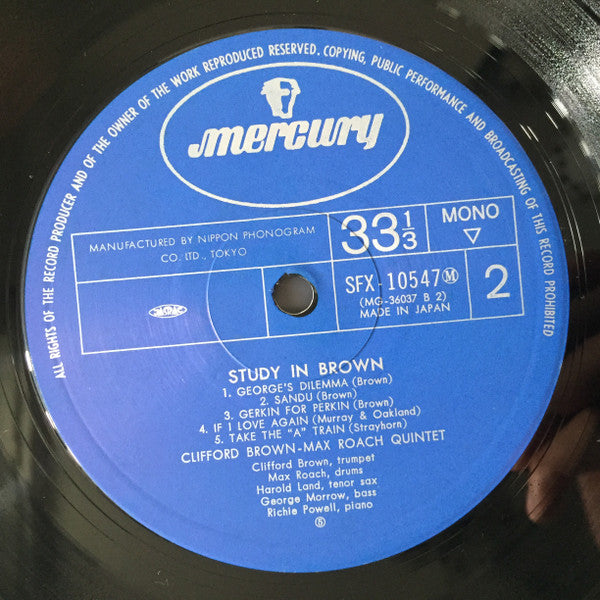 ALL RIGHTS OF THE RECORD PRODUCER AND OF THE OWNER OF THE WORK REPRODUCED RESERVED. COPYING, PUBLIC PERFORMANCE AND BROADCASTING OF THIS RECORD PROHIBITED
mercury
MANUFACTURED BY NIPPON PHONOGRAM
CO. LTD., TOKYO
33 1/3
MONO
▽
SFX-10547Ⓜ
(MG-36037 B 2)
MADE IN JAPAN
2
STUDY IN BROWN
1. GEORGE'S DILEMMA (Brown)
2. SANDU (Brown)
3. GERKIN FOR PERKIN (Brown)
4. IF I LOVE AGAIN (Murray & Oakland)
5. TAKE THE "A" TRAIN (Strayhorn)
CLIFFORD BROWN-MAX ROACH QUINTET
Clifford Brown, trumpet
Max Roach, drums
Harold Land, tenor sax
George Morrow, bass
Richie Powell, piano
Ⓢ